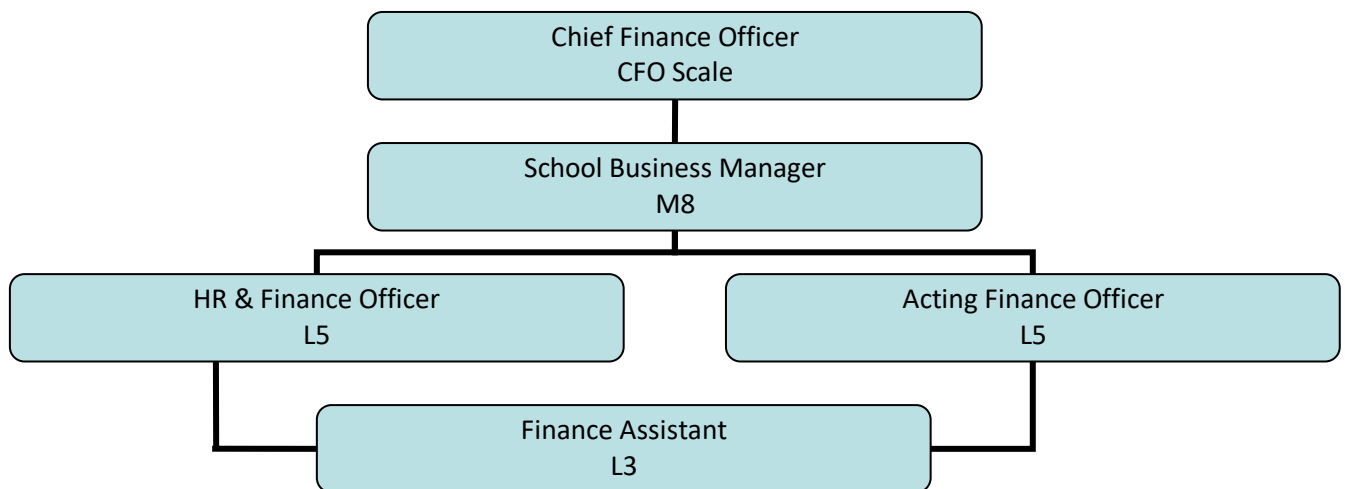 Chief Finance Officer
CFO Scale
School Business Manager
M8
HR & Finance Officer
L5
Acting Finance Officer
L5
Finance Assistant
L3